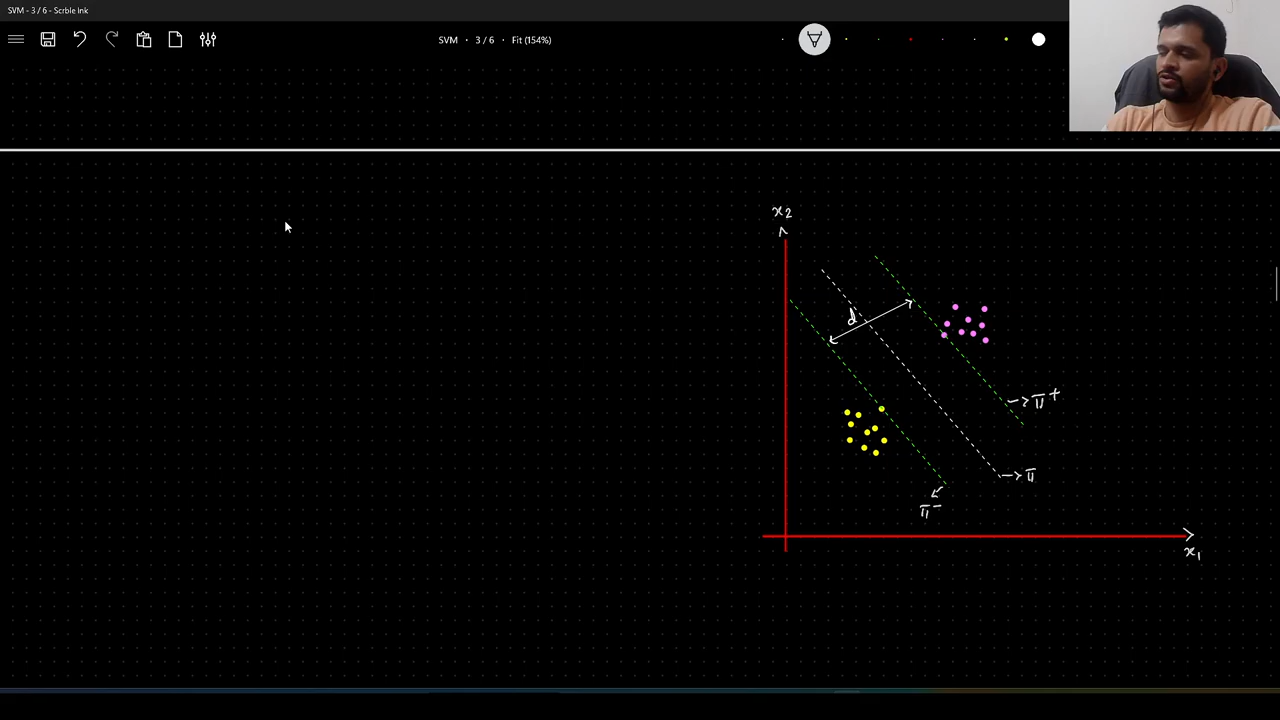 SVM - 3 / 6 - Scrble Ink
SVM • 3 / 6 • Fit (154%)
x₂
d
→ π⁺
→ π
π⁻
x₁